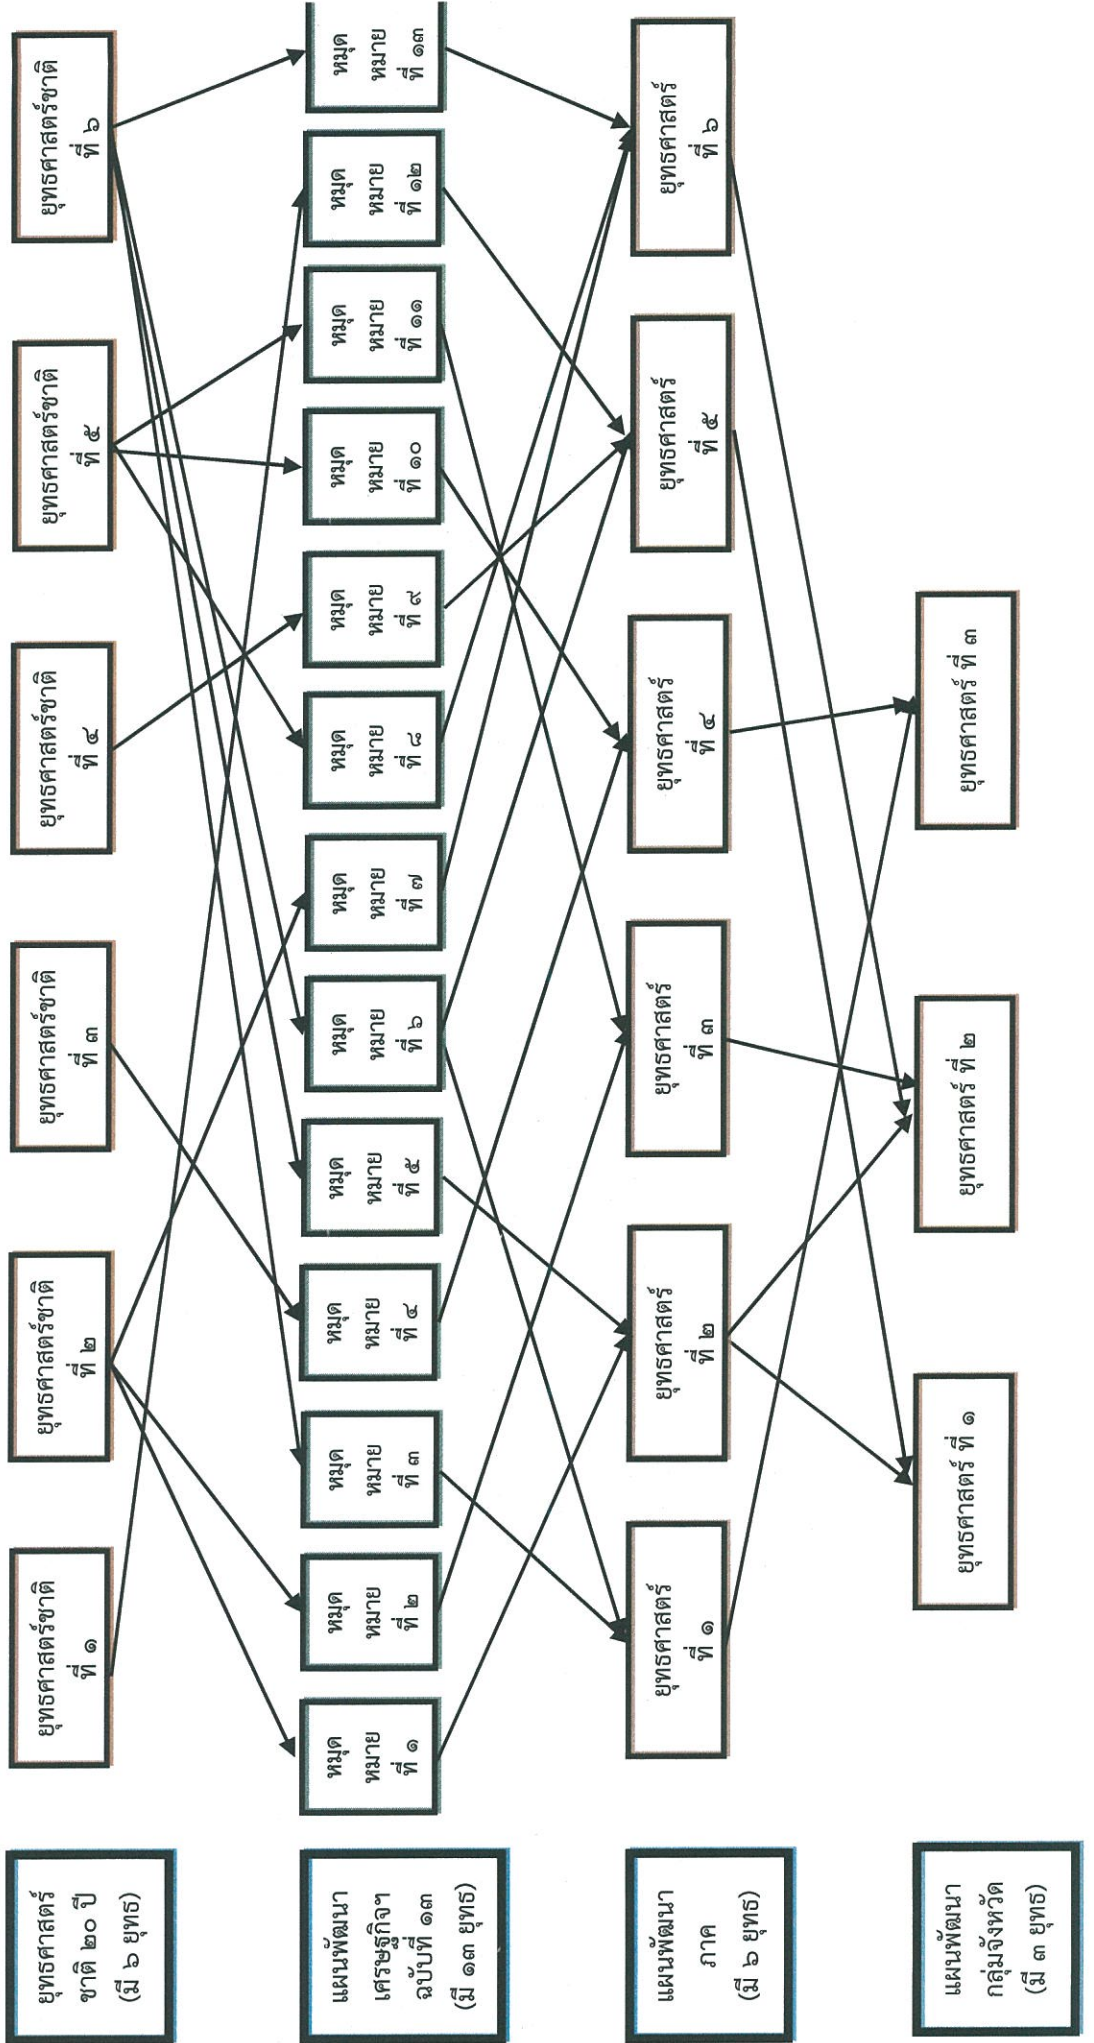 ยุทธศาสตร์
ชาติ ๒๐ ปี
(มี ๖ ยุทธ)
ยุทธศาสตร์ชาติ
ที่ ๑
ยุทธศาสตร์ชาติ
ที่ ๒
ยุทธศาสตร์ชาติ
ที่ ๓
ยุทธศาสตร์ชาติ
ที่ ๔
ยุทธศาสตร์ชาติ
ที่ ๕
ยุทธศาสตร์ชาติ
ที่ ๖
แผนพัฒนา
เศรษฐกิจฯ
ฉบับที่ ๑๓
(มี ๑๓ ยุทธ)
หมุด
หมาย
ที่ ๑
หมุด
หมาย
ที่ ๒
หมุด
หมาย
ที่ ๓
หมุด
หมาย
ที่ ๔
หมุด
หมาย
ที่ ๕
หมุด
หมาย
ที่ ๖
หมุด
หมาย
ที่ ๗
หมุด
หมาย
ที่ ๘
หมุด
หมาย
ที่ ๙
หมุด
หมาย
ที่ ๑๐
หมุด
หมาย
ที่ ๑๑
หมุด
หมาย
ที่ ๑๒
หมุด
หมาย
ที่ ๑๓
แผนพัฒนา
ภาค
(มี ๖ ยุทธ)
ยุทธศาสตร์
ที่ ๑
ยุทธศาสตร์
ที่ ๒
ยุทธศาสตร์
ที่ ๓
ยุทธศาสตร์
ที่ ๔
ยุทธศาสตร์
ที่ ๕
ยุทธศาสตร์
ที่ ๖
แผนพัฒนา
กลุ่มจังหวัด
(มี ๓ ยุทธ)
ยุทธศาสตร์ ที่ ๑
ยุทธศาสตร์ ที่ ๒
ยุทธศาสตร์ ที่ ๓